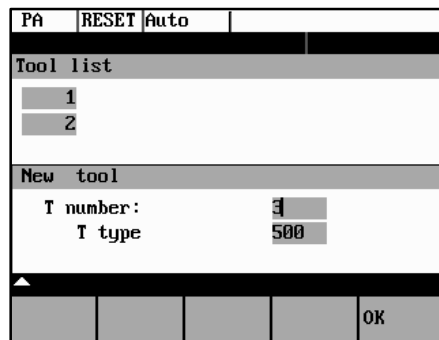 PA RESET Auto
Tool list
1
2
New tool
T number: 3
T type 500
OK